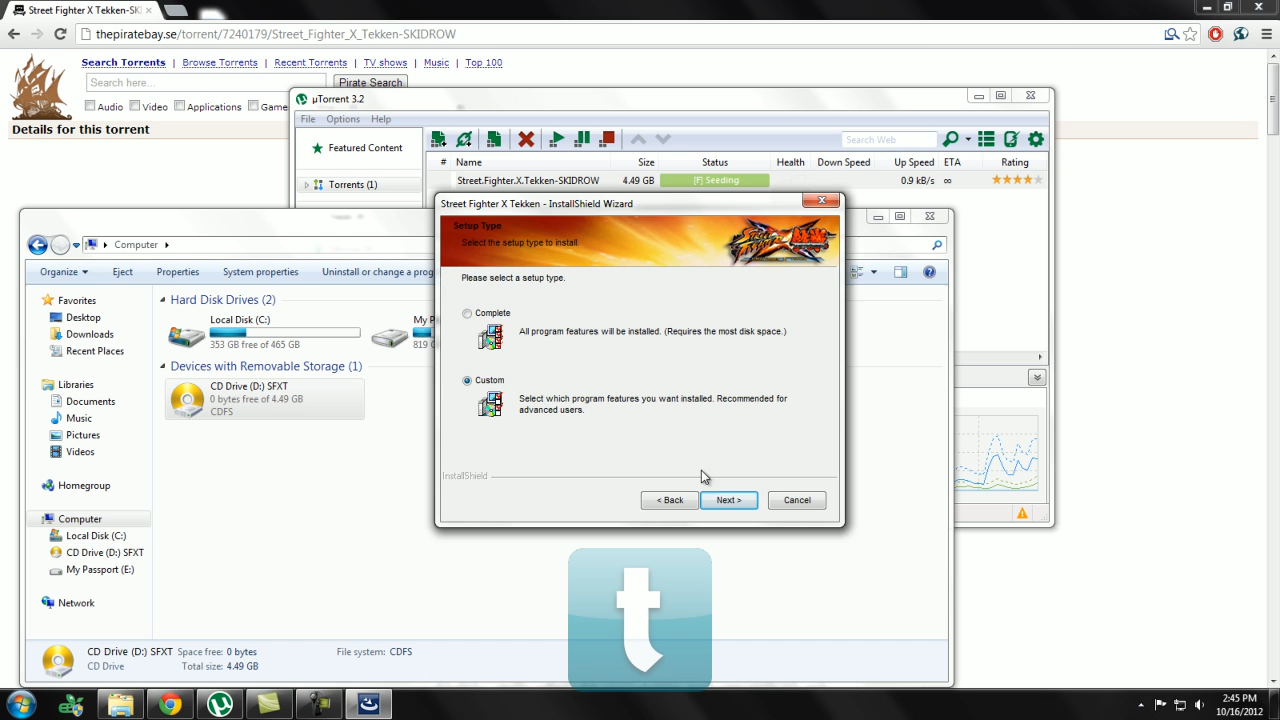 Street Fighter X Tekken-SKI
thepiratebay.se/torrent/7240179/Street_Fighter_X_Tekken-SKIDROW
Search Torrents | Browse Torrents | Recent Torrents | TV shows | Music | Top 100
Search here...
Pirate Search
Audio Video Applications Game
Details for this torrent
µTorrent 3.2
File Options Help
Featured Content
Search Web
# Name Size Status Health Down Speed Up Speed ETA Rating
Torrents (1)
Street.Fighter.X.Tekken-SKIDROW 4.49 GB [F] Seeding 0.9 kB/s ∞
Street Fighter X Tekken - InstallShield Wizard
Setup Type
Select the setup type to install.
Please select a setup type.
Complete
All program features will be installed. (Requires the most disk space.)
Custom
Select which program features you want installed. Recommended for
advanced users.
InstallShield
< Back Next > Cancel
Computer
Organize Eject Properties System properties Uninstall or change a prog
Favorites
Desktop
Downloads
Recent Places
Libraries
Documents
Music
Pictures
Videos
Homegroup
Computer
Local Disk (C:)
CD Drive (D:) SFXT
My Passport (E:)
Network
Hard Disk Drives (2)
Local Disk (C:)
353 GB free of 465 GB
My P
819 G
Devices with Removable Storage (1)
CD Drive (D:) SFXT
0 bytes free of 4.49 GB
CDFS
CD Drive (D:) SFXT Space free: 0 bytes File system: CDFS
CD Drive Total size: 4.49 GB
t
2:45 PM
10/16/2012